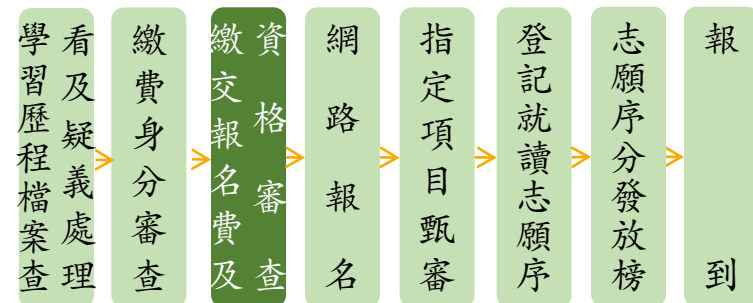 學習歷程檔案查
看及疑義處理
繳費身分審查
繳交報名費及
資格審查
網路報名
指定項目甄審
登記就讀志願序
志願序分發放榜
報到